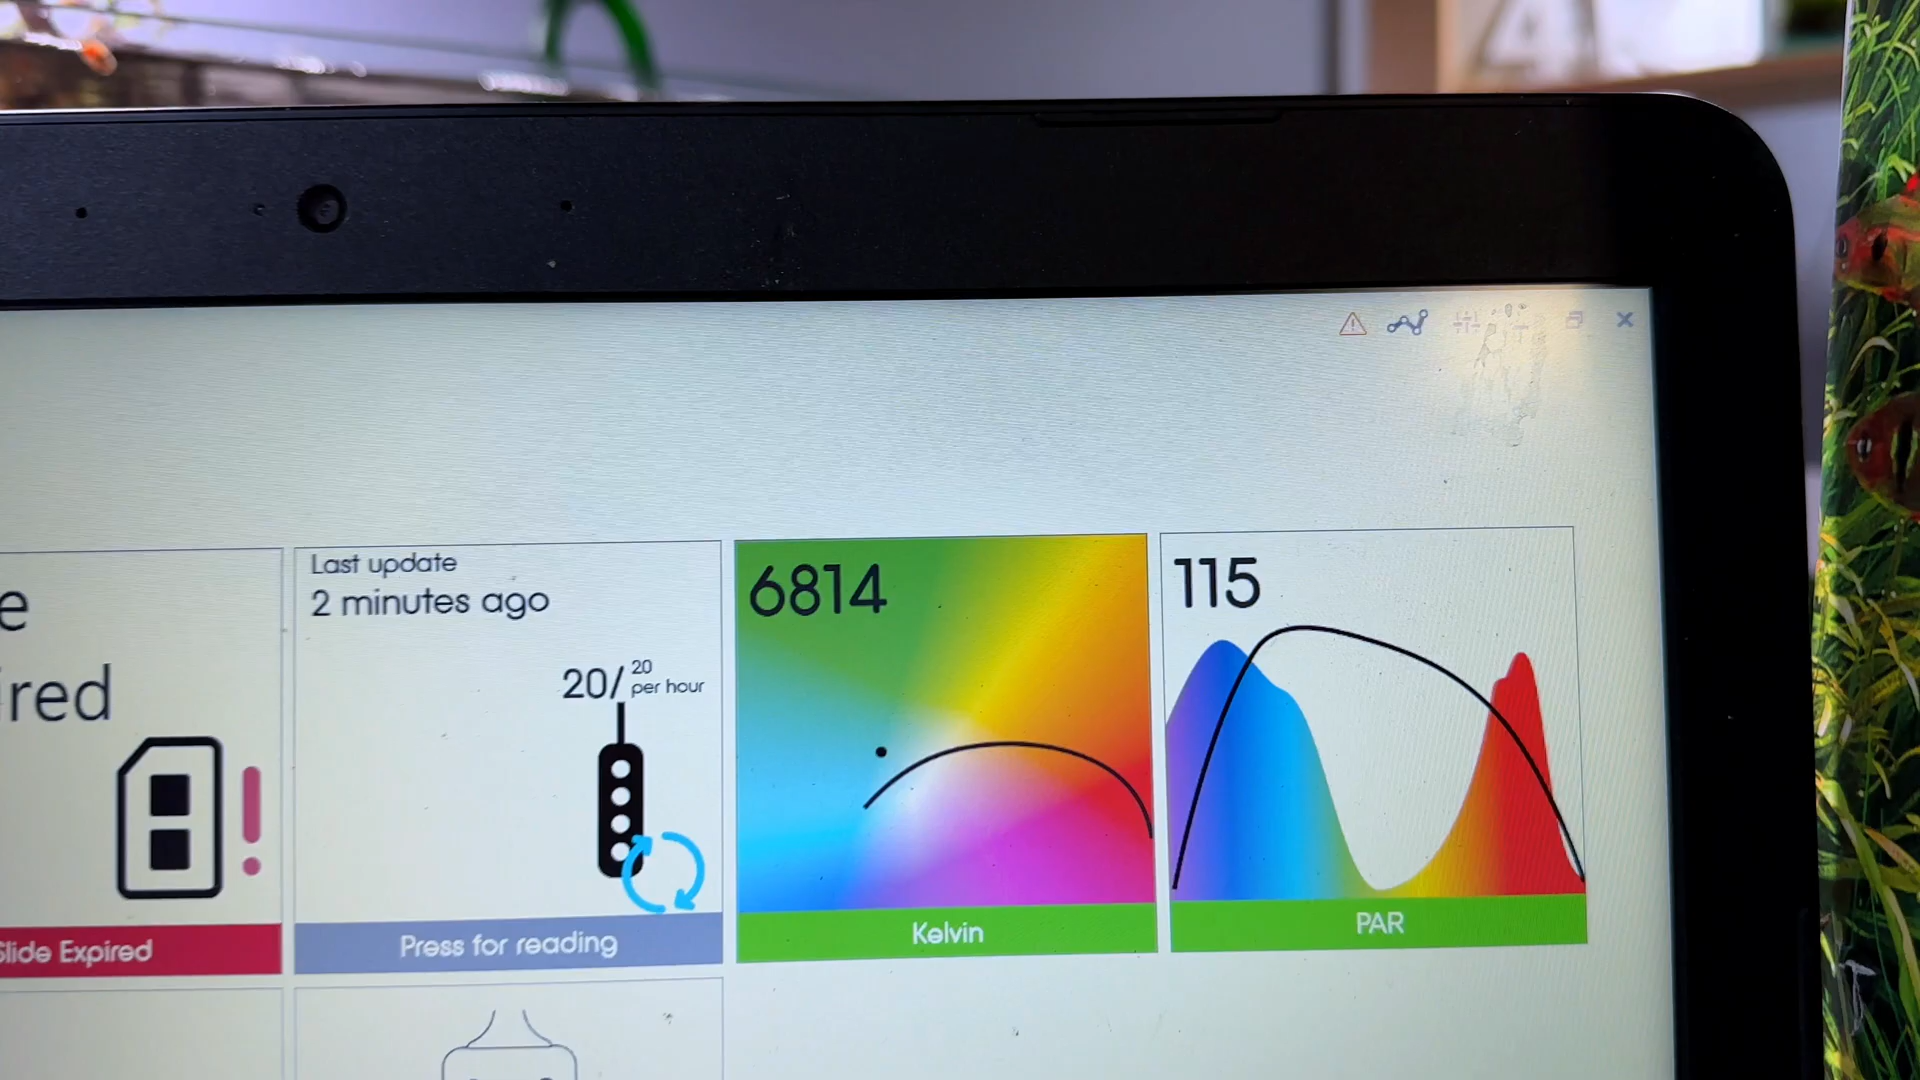 ired
Slide Expired
Last update
2 minutes ago
20/ 20
per hour
Press for reading
6814
Kelvin
115
PAR